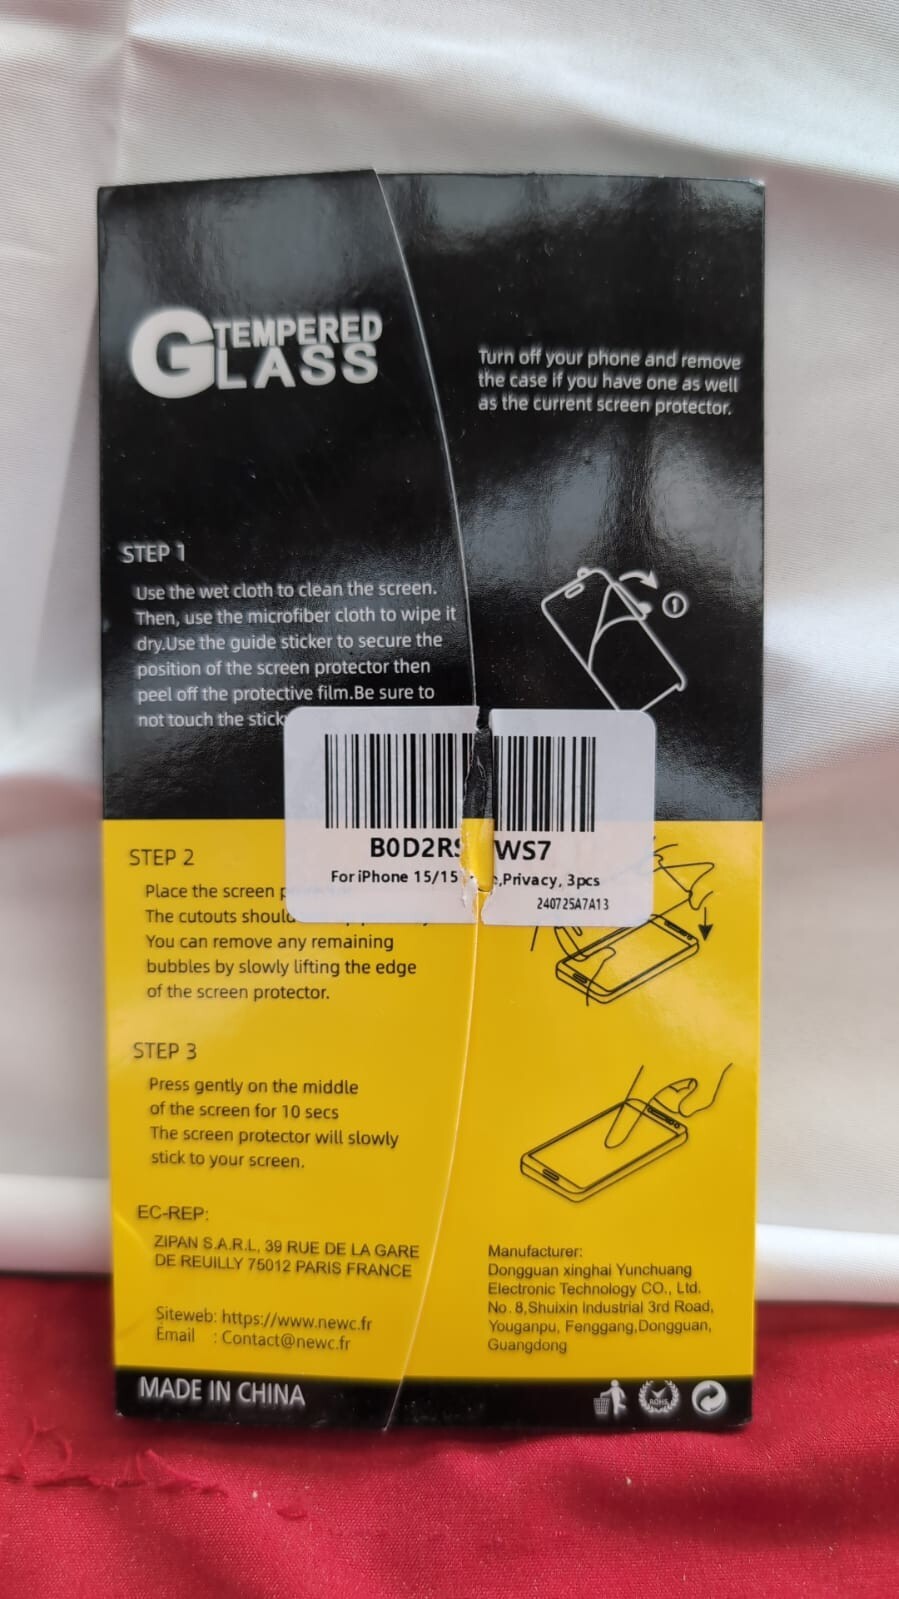 TEMPERED
GLASS
Turn off your phone and remove
the case if you have one as well
as the current screen protector.
STEP 1
Use the wet cloth to clean the screen.
Then, use the microfiber cloth to wipe it
dry.Use the guide sticker to secure the
position of the screen protector then
peel off the protective film.Be sure to
not touch the stick
①
B0D2R WS7
For iPhone 15/15 ,Privacy, 3pcs
240725A7A13
STEP 2
Place the screen
The cutouts should
You can remove any remaining
bubbles by slowly lifting the edge
of the screen protector.
STEP 3
Press gently on the middle
of the screen for 10 secs
The screen protector will slowly
stick to your screen.
EC-REP:
ZIPAN S.A.R.L, 39 RUE DE LA GARE
DE REUILLY 75012 PARIS FRANCE
Siteweb: https://www.newc.fr
Email : Contact@newc.fr
Manufacturer:
Dongguan xinghai Yunchuang
Electronic Technology CO., Ltd.
No. 8,Shuixin Industrial 3rd Road,
Youganpu, Fenggang,Dongguan,
Guangdong
MADE IN CHINA
ROHS